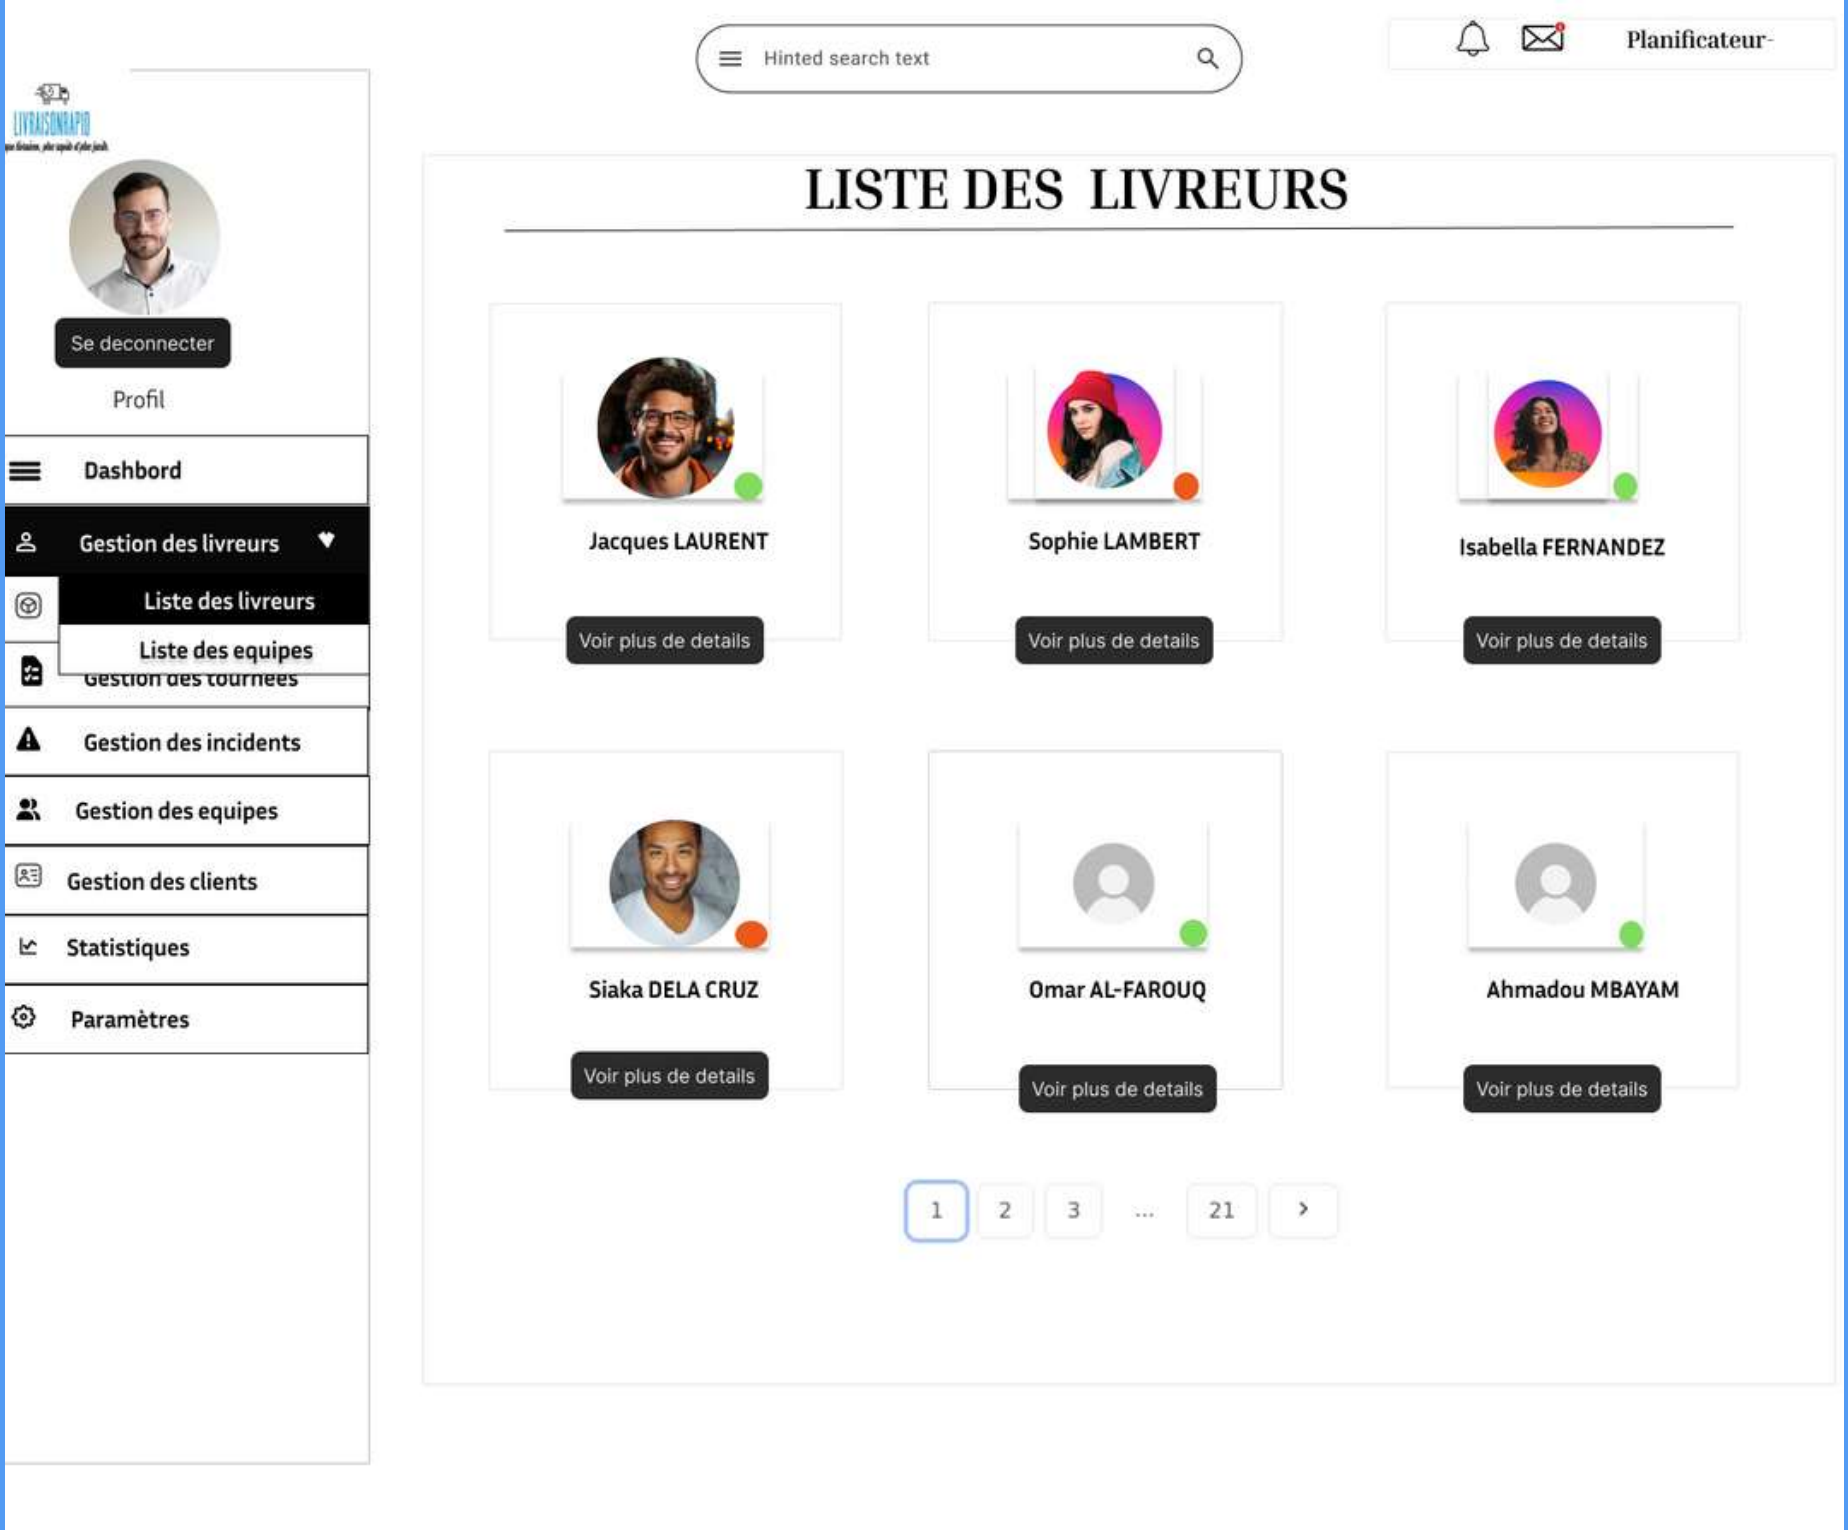 Hinted search text
Planificateur-
LIVRAISONRAPID
LISTE DES LIVREURS
Se deconnecter
Profil
Dashbord
Gestion des livreurs
Liste des livreurs
Liste des equipes
Gestion des tournees
Gestion des incidents
Gestion des equipes
Gestion des clients
Statistiques
Paramètres
Jacques LAURENT
Sophie LAMBERT
Isabella FERNANDEZ
Voir plus de details
Voir plus de details
Voir plus de details
Siaka DELA CRUZ
Omar AL-FAROUQ
Ahmadou MBAYAM
Voir plus de details
Voir plus de details
Voir plus de details
1 2 3 ... 21 >